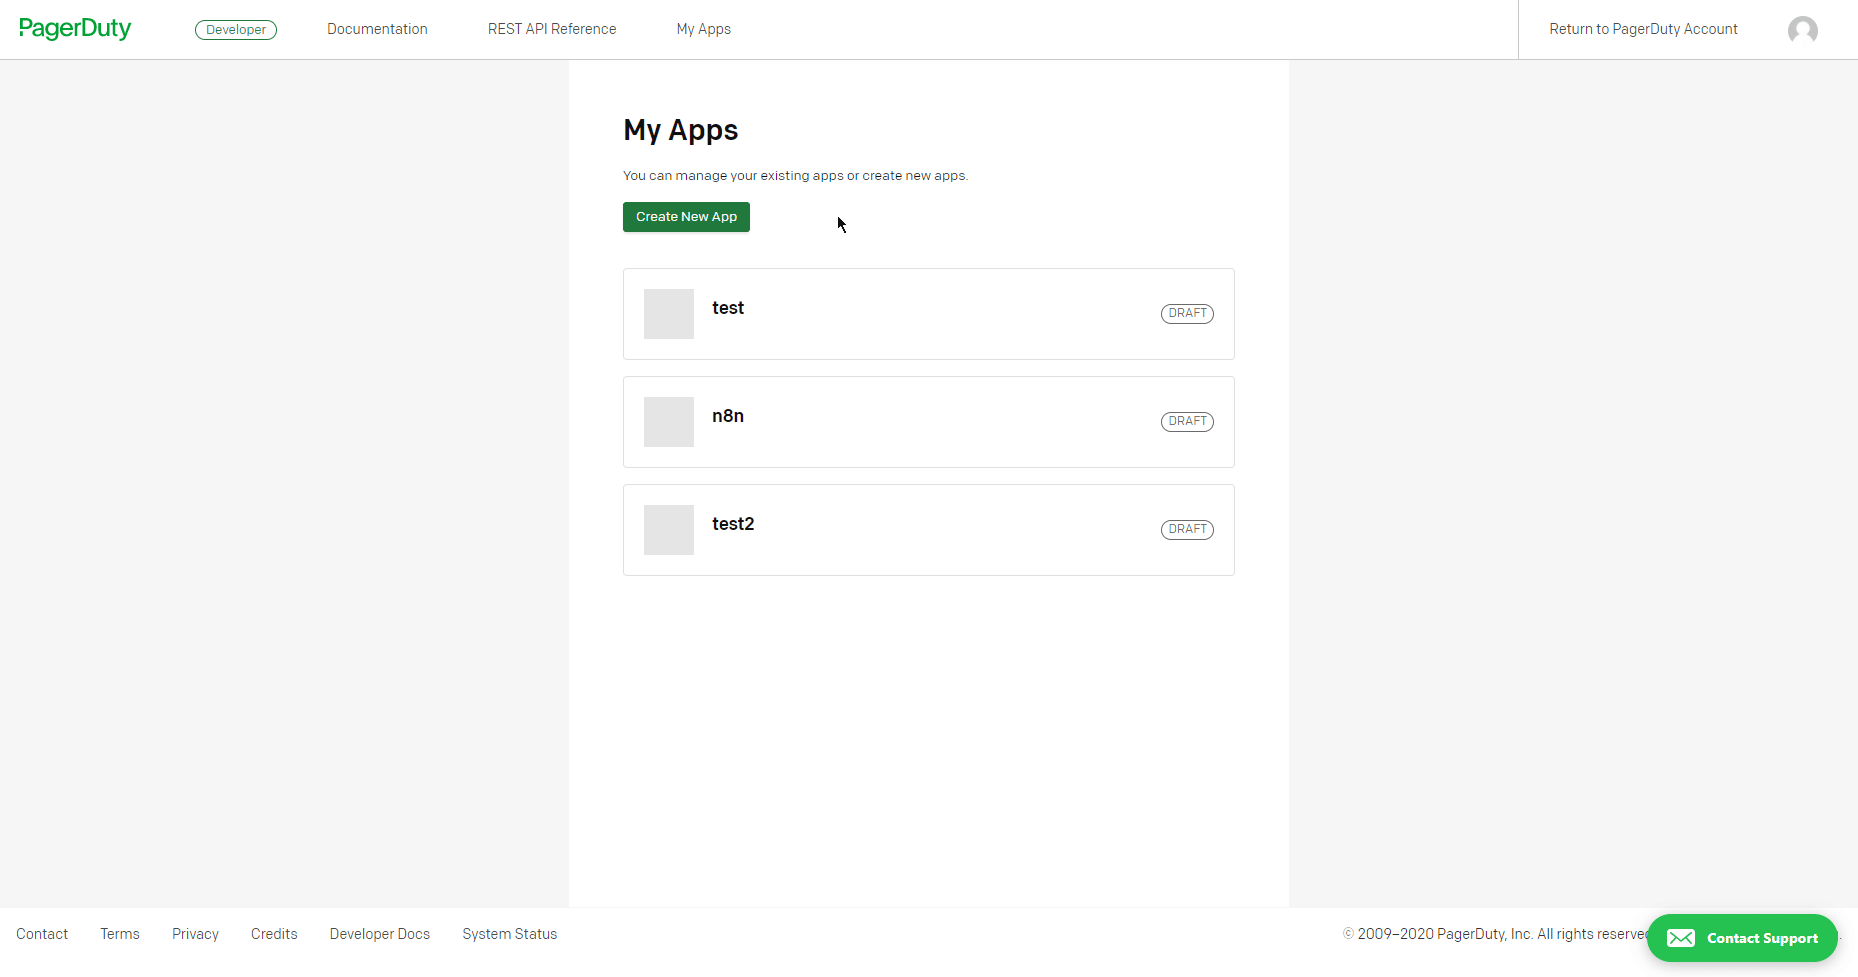 PagerDuty Developer Documentation REST API Reference My Apps Return to PagerDuty Account
My Apps
You can manage your existing apps or create new apps.
Create New App
test DRAFT
n8n DRAFT
test2 DRAFT
Contact Terms Privacy Credits Developer Docs System Status © 2009–2020 PagerDuty, Inc. All rights
Contact Support